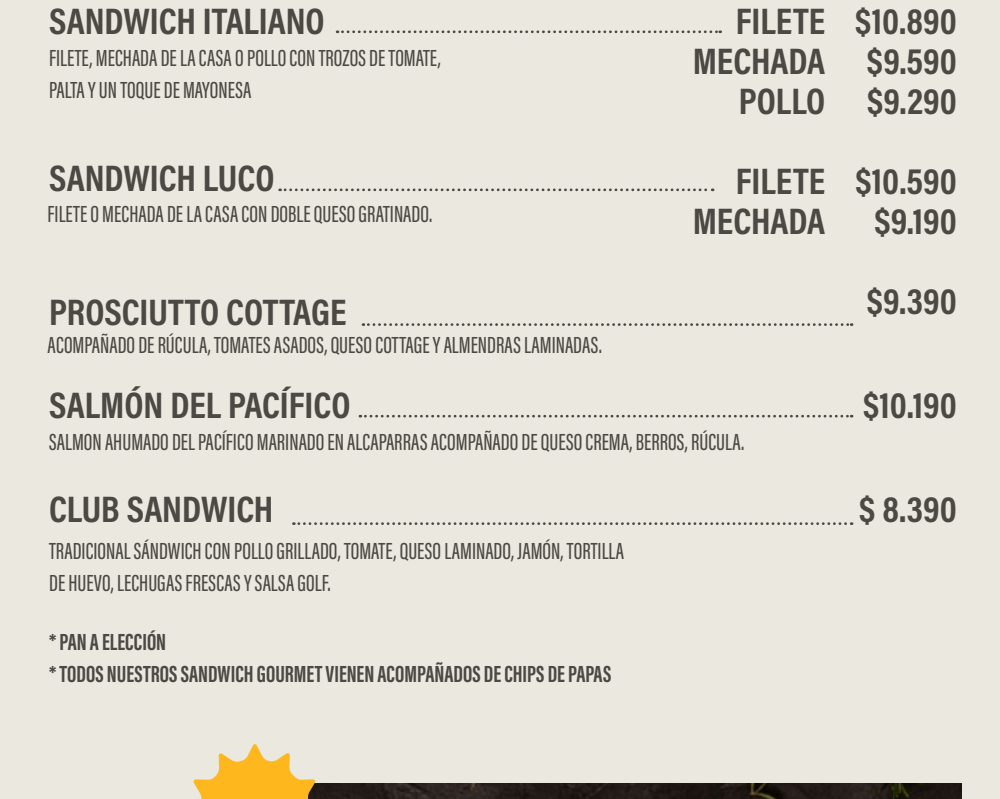 SANDWICH ITALIANO ........ FILETE $10.890
FILETE, MECHADA DE LA CASA O POLLO CON TROZOS DE TOMATE,
MECHADA $9.590
PALTA Y UN TOQUE DE MAYONESA
POLLO $9.290
SANDWICH LUCO ........ FILETE $10.590
FILETE O MECHADA DE LA CASA CON DOBLE QUESO GRATINADO.
MECHADA $9.190
PROSCIUTTO COTTAGE ........ $9.390
ACOMPAÑADO DE RÚCULA, TOMATES ASADOS, QUESO COTTAGE Y ALMENDRAS LAMINADAS.
SALMÓN DEL PACÍFICO ........ $10.190
SALMON AHUMADO DEL PACÍFICO MARINADO EN ALCAPARRAS ACOMPAÑADO DE QUESO CREMA, BERROS, RÚCULA.
CLUB SANDWICH ........ $ 8.390
TRADICIONAL SÁNDWICH CON POLLO GRILLADO, TOMATE, QUESO LAMINADO, JAMÓN, TORTILLA
DE HUEVO, LECHUGAS FRESCAS Y SALSA GOLF.
* PAN A ELECCIÓN
* TODOS NUESTROS SANDWICH GOURMET VIENEN ACOMPAÑADOS DE CHIPS DE PAPAS